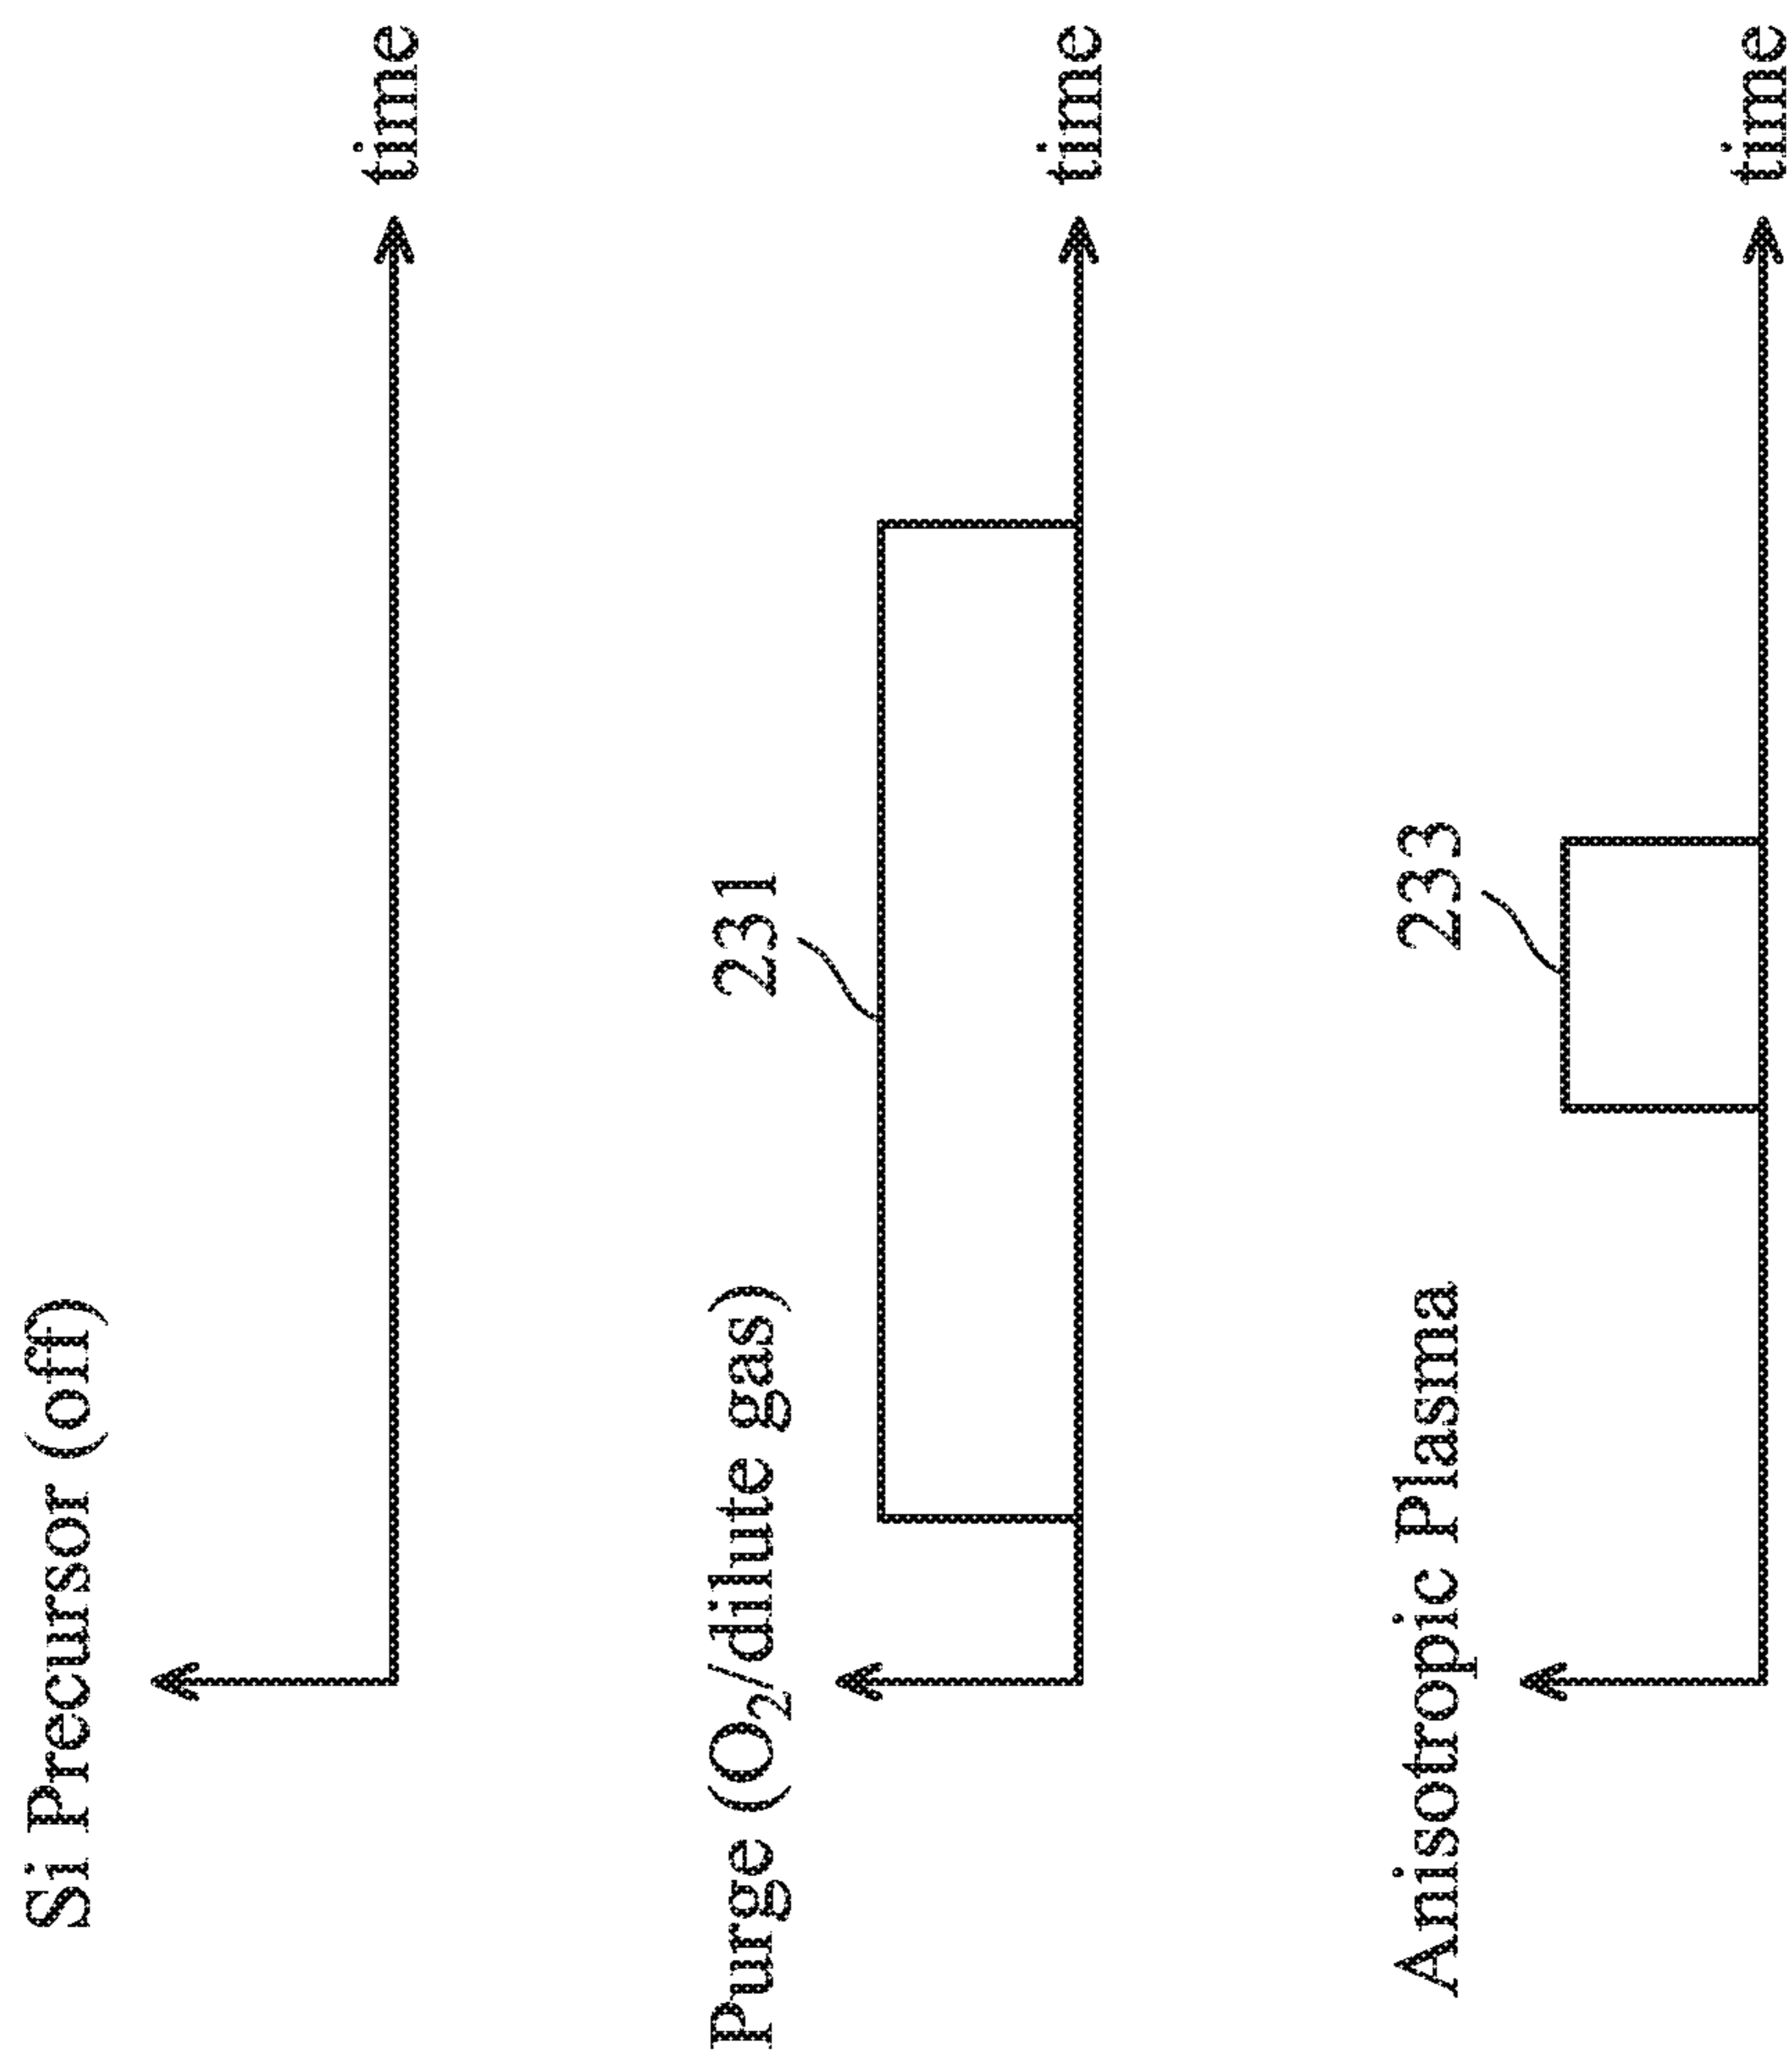 Si Precursor (off)
time
Purge (O₂/dilute gas)
231
time
Anisotropic Plasma
233
time